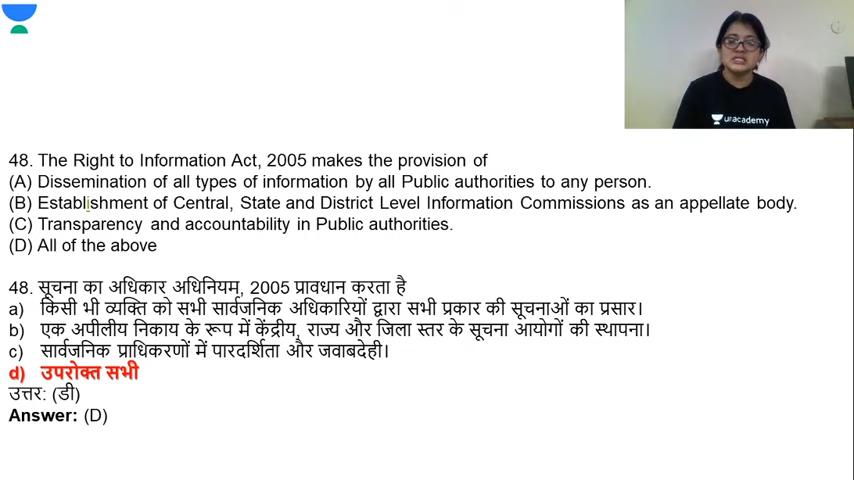 unacademy
48. The Right to Information Act, 2005 makes the provision of
(A) Dissemination of all types of information by all Public authorities to any person.
(B) Establishment of Central, State and District Level Information Commissions as an appellate body.
(C) Transparency and accountability in Public authorities.
(D) All of the above
48. सूचना का अधिकार अधिनियम, 2005 प्रावधान करता है
a) किसी भी व्यक्ति को सभी सार्वजनिक अधिकारियों द्वारा सभी प्रकार की सूचनाओं का प्रसार।
b) एक अपीलीय निकाय के रूप में केंद्रीय, राज्य और जिला स्तर के सूचना आयोगों की स्थापना।
c) सार्वजनिक प्राधिकरणों में पारदर्शिता और जवाबदेही।
d) उपरोक्त सभी
उत्तर: (डी)
Answer: (D)